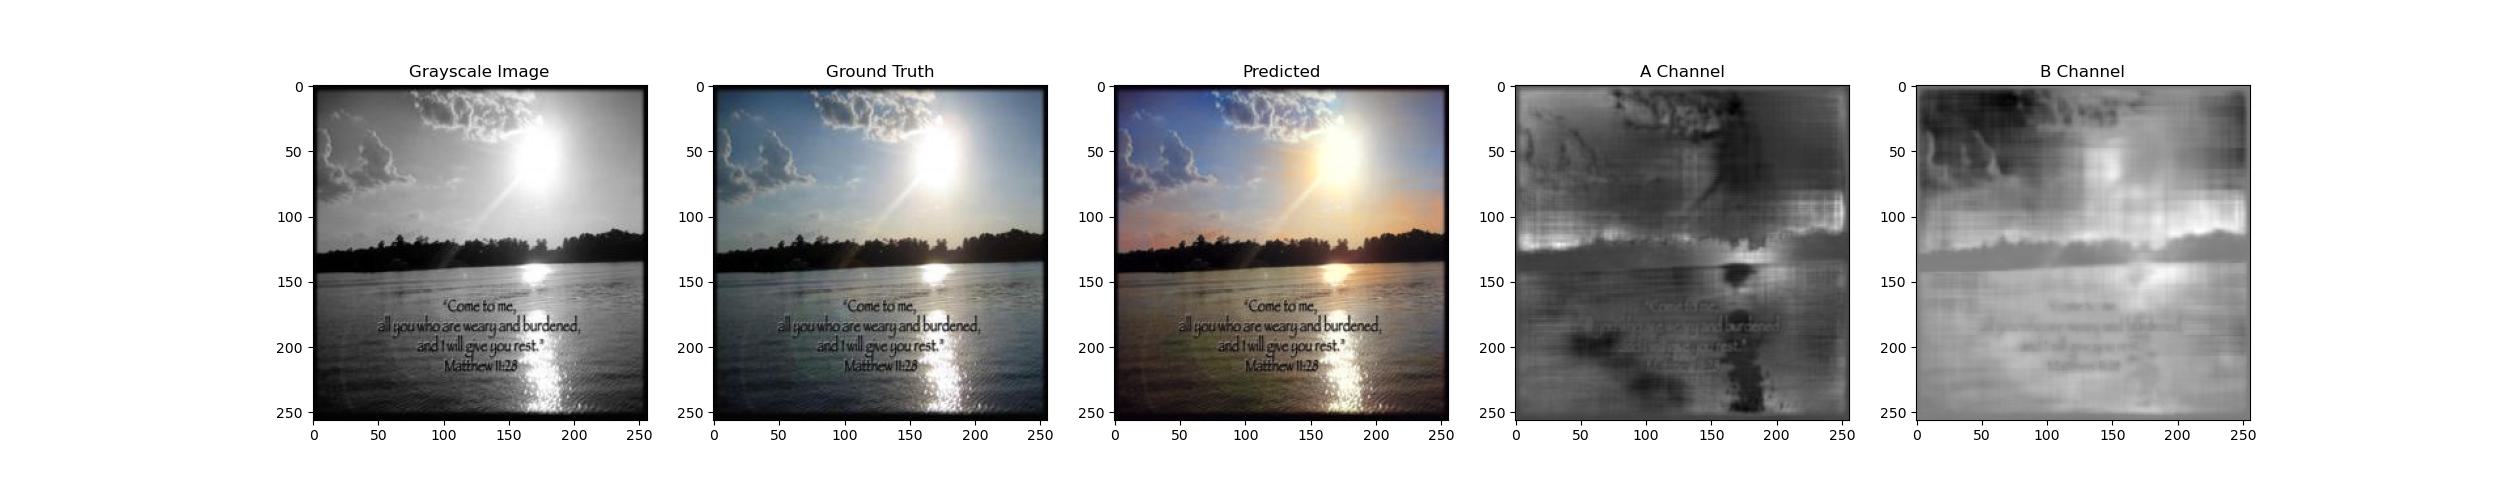 Grayscale Image
0
50
100
150
200
250
0 50 100 150 200 250
"Come to me,
all you who are weary and burdened,
and I will give you rest."
Matthew 11:28
Ground Truth
0
50
100
150
200
250
0 50 100 150 200 250
"Come to me,
all you who are weary and burdened,
and I will give you rest."
Matthew 11:28
Predicted
0
50
100
150
200
250
0 50 100 150 200 250
"Come to me,
all you who are weary and burdened,
and I will give you rest."
Matthew 11:28
A Channel
0
50
100
150
200
250
0 50 100 150 200 250
B Channel
0
50
100
150
200
250
0 50 100 150 200 250